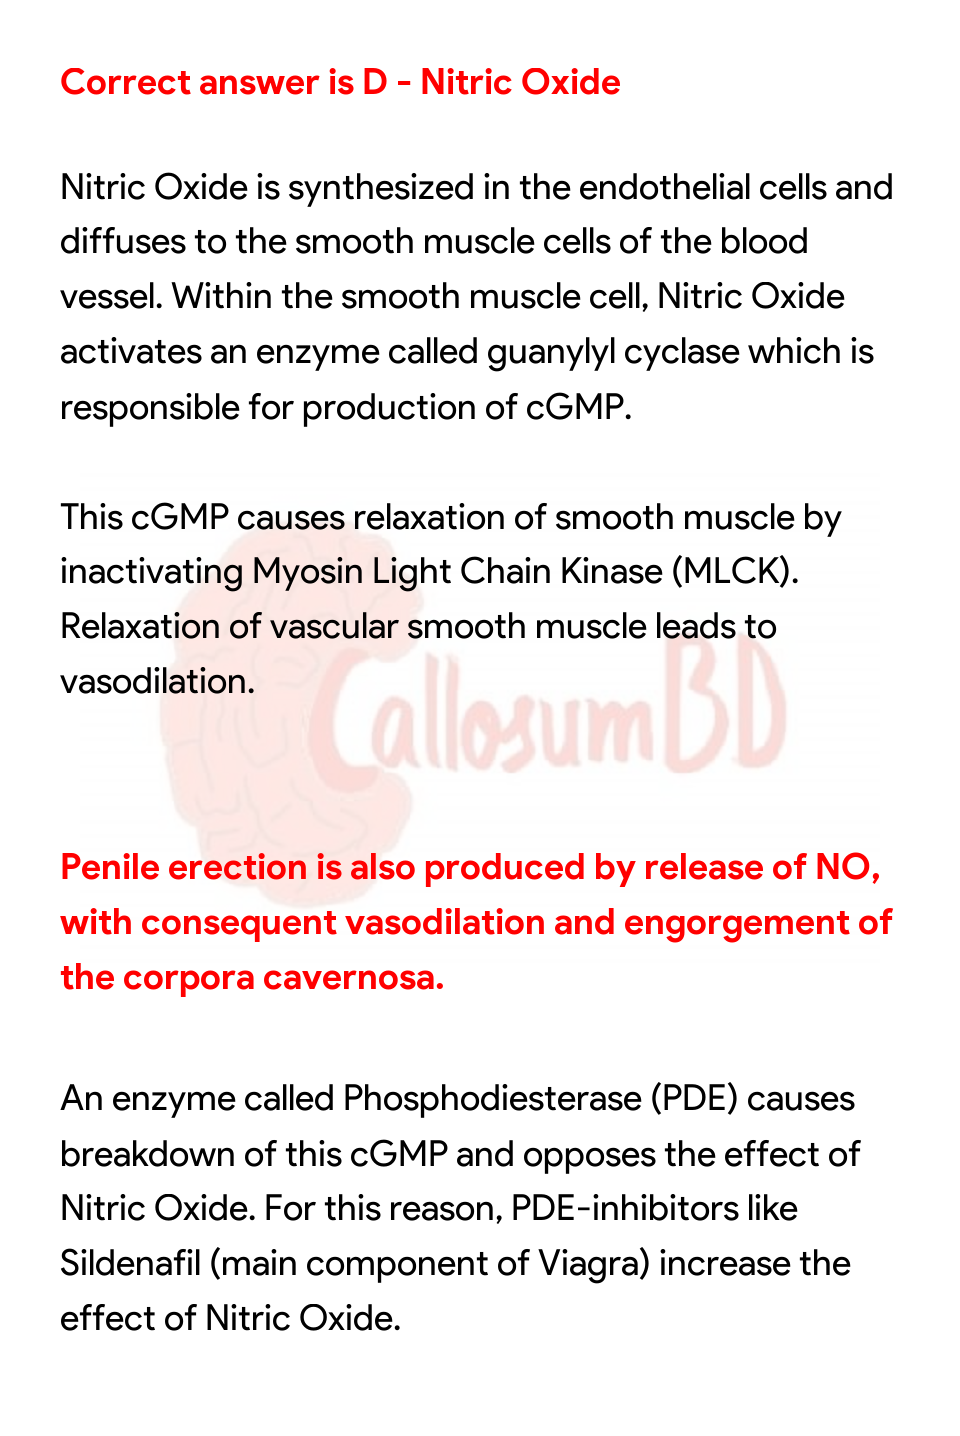 Correct answer is D - Nitric Oxide
Nitric Oxide is synthesized in the endothelial cells and
diffuses to the smooth muscle cells of the blood
vessel. Within the smooth muscle cell, Nitric Oxide
activates an enzyme called guanylyl cyclase which is
responsible for production of cGMP.
This cGMP causes relaxation of smooth muscle by
inactivating Myosin Light Chain Kinase (MLCK).
Relaxation of vascular smooth muscle leads to
vasodilation.
CallosumBD
Penile erection is also produced by release of NO,
with consequent vasodilation and engorgement of
the corpora cavernosa.
An enzyme called Phosphodiesterase (PDE) causes
breakdown of this cGMP and opposes the effect of
Nitric Oxide. For this reason, PDE-inhibitors like
Sildenafil (main component of Viagra) increase the
effect of Nitric Oxide.